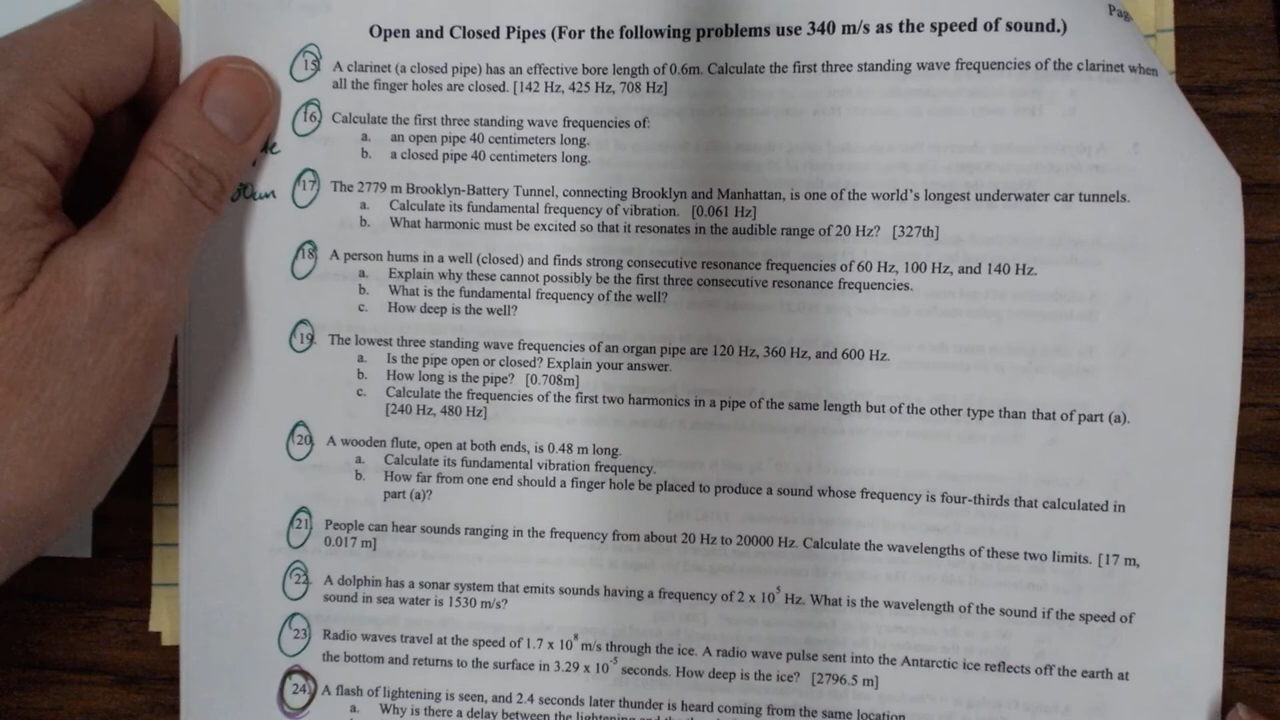 Pag
Open and Closed Pipes (For the following problems use 340 m/s as the speed of sound.)
15. A clarinet (a closed pipe) has an effective bore length of 0.6m. Calculate the first three standing wave frequencies of the clarinet when
all the finger holes are closed. [142 Hz, 425 Hz, 708 Hz]
16. Calculate the first three standing wave frequencies of:
a. an open pipe 40 centimeters long.
b. a closed pipe 40 centimeters long.
17. The 2779 m Brooklyn-Battery Tunnel, connecting Brooklyn and Manhattan, is one of the world's longest underwater car tunnels.
a. Calculate its fundamental frequency of vibration. [0.061 Hz]
b. What harmonic must be excited so that it resonates in the audible range of 20 Hz? [327th]
18. A person hums in a well (closed) and finds strong consecutive resonance frequencies of 60 Hz, 100 Hz, and 140 Hz.
a. Explain why these cannot possibly be the first three consecutive resonance frequencies.
b. What is the fundamental frequency of the well?
c. How deep is the well?
19. The lowest three standing wave frequencies of an organ pipe are 120 Hz, 360 Hz, and 600 Hz.
a. Is the pipe open or closed? Explain your answer.
b. How long is the pipe? [0.708m]
c. Calculate the frequencies of the first two harmonics in a pipe of the same length but of the other type than that of part (a).
[240 Hz, 480 Hz]
20. A wooden flute, open at both ends, is 0.48 m long.
a. Calculate its fundamental vibration frequency.
b. How far from one end should a finger hole be placed to produce a sound whose frequency is four-thirds that calculated in
part (a)?
21. People can hear sounds ranging in the frequency from about 20 Hz to 20000 Hz. Calculate the wavelengths of these two limits. [17 m,
0.017 m]
22. A dolphin has a sonar system that emits sounds having a frequency of 2 x 10⁵ Hz. What is the wavelength of the sound if the speed of
sound in sea water is 1530 m/s?
23. Radio waves travel at the speed of 1.7 x 10⁸ m/s through the ice. A radio wave pulse sent into the Antarctic ice reflects off the earth at
the bottom and returns to the surface in 3.29 x 10⁻⁵ seconds. How deep is the ice? [2796.5 m]
24. A flash of lightening is seen, and 2.4 seconds later thunder is heard coming from the same location.
a. Why is there a delay between the lightening and the